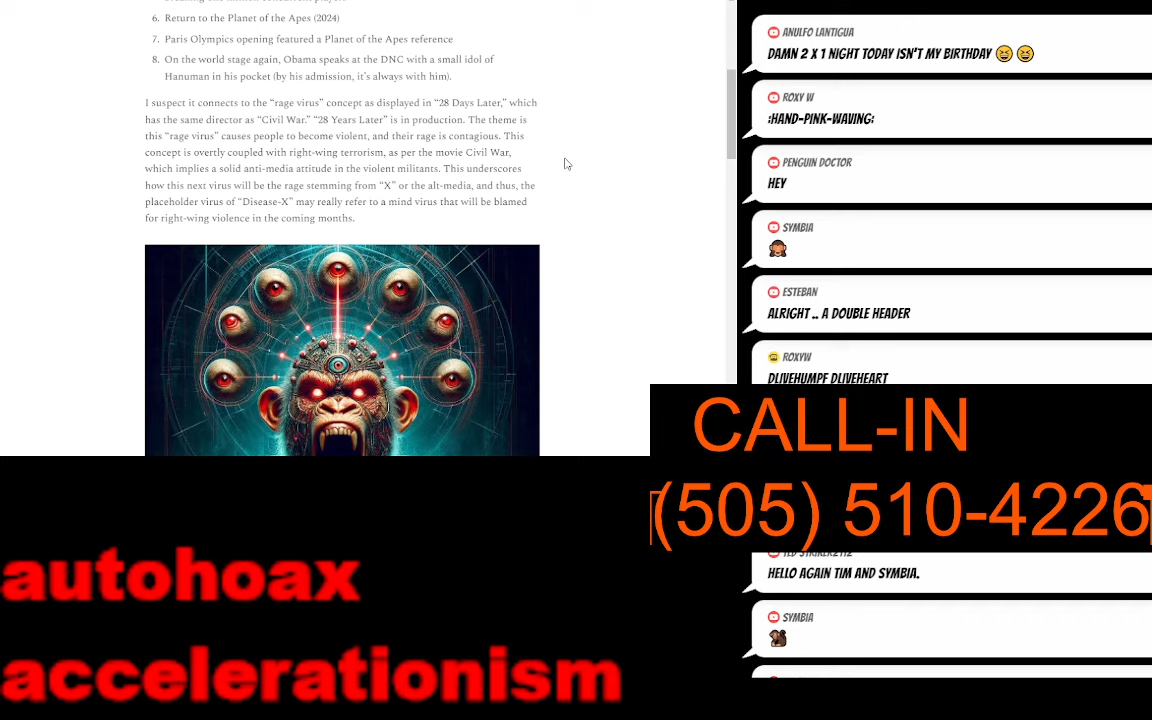 6. Return to the Planet of the Apes (2024)
7. Paris Olympics opening featured a Planet of the Apes reference
8. On the world stage again, Obama speaks at the DNC with a small idol of
Hanuman in his pocket (by his admission, it's always with him).
I suspect it connects to the "rage virus" concept as displayed in "28 Days Later," which
has the same director as "Civil War." "28 Years Later" is in production. The theme is
this "rage virus" causes people to become violent, and their rage is contagious. This
concept is overtly coupled with right-wing terrorism, as per the movie Civil War,
which implies a solid anti-media attitude in the violent militants. This underscores
how this next virus will be the rage stemming from "X" or the alt-media, and thus, the
placeholder virus of "Disease-X" may really refer to a mind virus that will be blamed
for right-wing violence in the coming months.
ANULFO LANTIGUA
DAMN 2 X 1 NIGHT TODAY ISN'T MY BIRTHDAY 😆 😆
ROXY W
:HAND-PINK-WAVING:
PENGUIN DOCTOR
HEY
SYMBIA
🙉
ESTEBAN
ALRIGHT .. A DOUBLE HEADER
ROXYW
DLIVEHUMPF DLIVEHEART
CALL-IN
(505) 510-4226
HELLO AGAIN TIM AND SYMBIA.
SYMBIA
🐒
autohoax
accelerationism